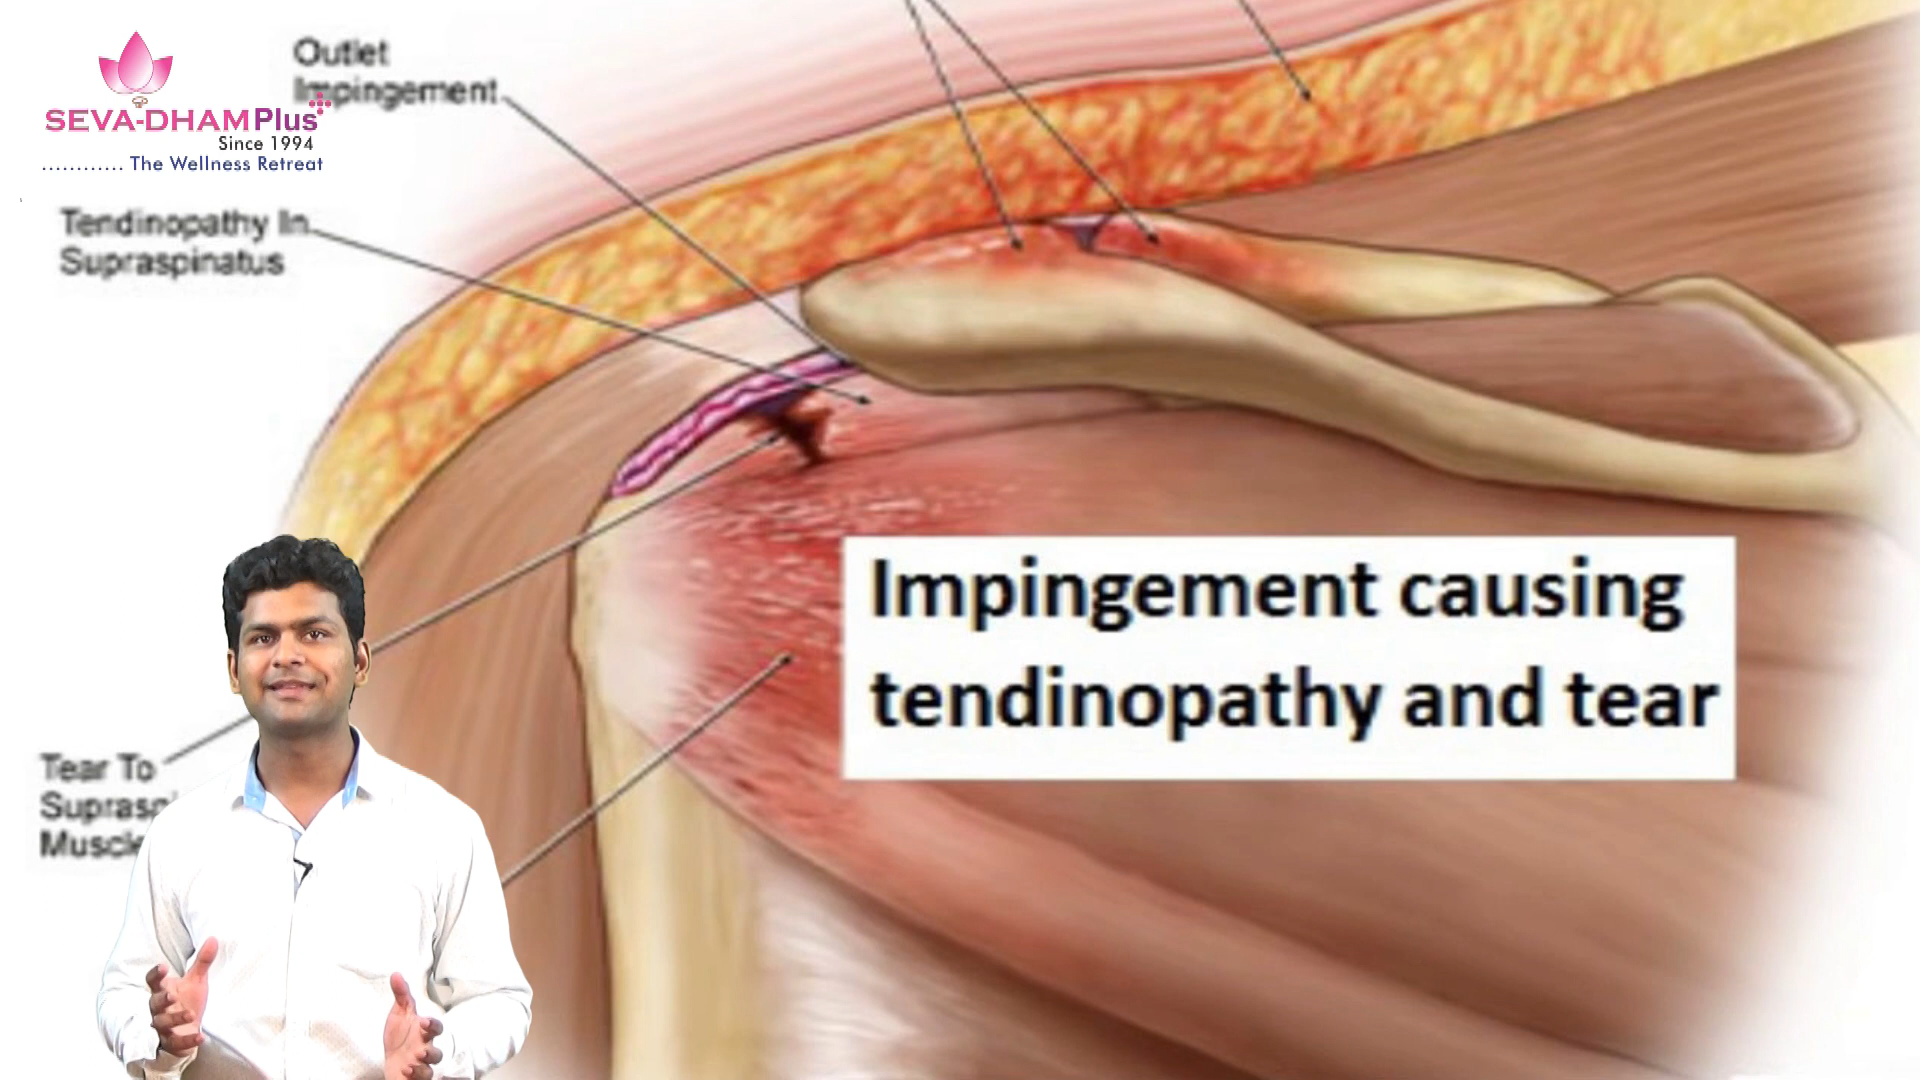 Outlet
Impingement
SEVA-DHAM Plus
Since 1994
............ The Wellness Retreat
Tendinopathy In
Supraspinatus
Impingement causing
tendinopathy and tear
Tear To